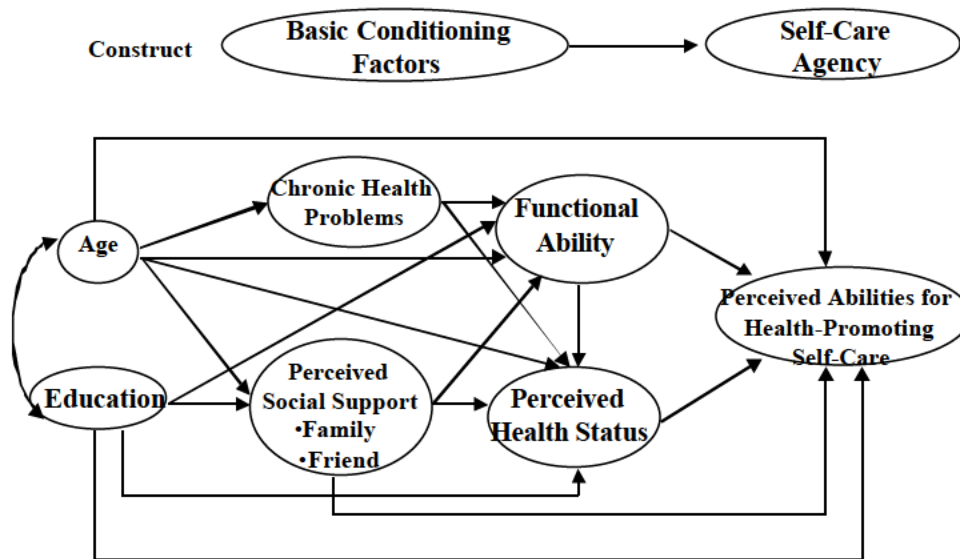 Construct
Basic Conditioning
Factors
Self-Care
Agency
Chronic Health
Problems
Functional
Ability
Age
Perceived Abilities for
Health-Promoting
Self-Care
Education
Perceived
Social Support
•Family
•Friend
Perceived
Health Status